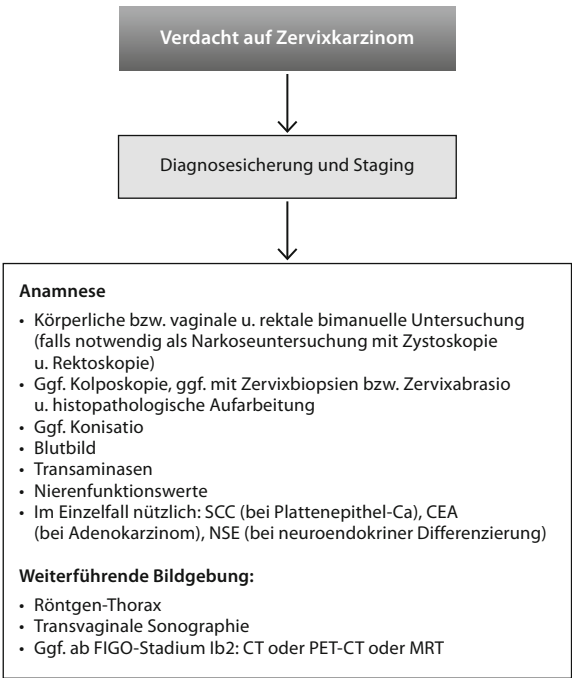 Verdacht auf Zervixkarzinom
Diagnosesicherung und Staging
Anamnese
• Körperliche bzw. vaginale u. rektale bimanuelle Untersuchung
(falls notwendig als Narkoseuntersuchung mit Zystoskopie
u. Rektoskopie)
• Ggf. Kolposkopie, ggf. mit Zervixbiopsien bzw. Zervixabrasio
u. histopathologische Aufarbeitung
• Ggf. Konisatio
• Blutbild
• Transaminasen
• Nierenfunktionswerte
• Im Einzelfall nützlich: SCC (bei Plattenepithel-Ca), CEA
(bei Adenokarzinom), NSE (bei neuroendokriner Differenzierung)
Weiterführende Bildgebung:
• Röntgen-Thorax
• Transvaginale Sonographie
• Ggf. ab FIGO-Stadium Ib2: CT oder PET-CT oder MRT